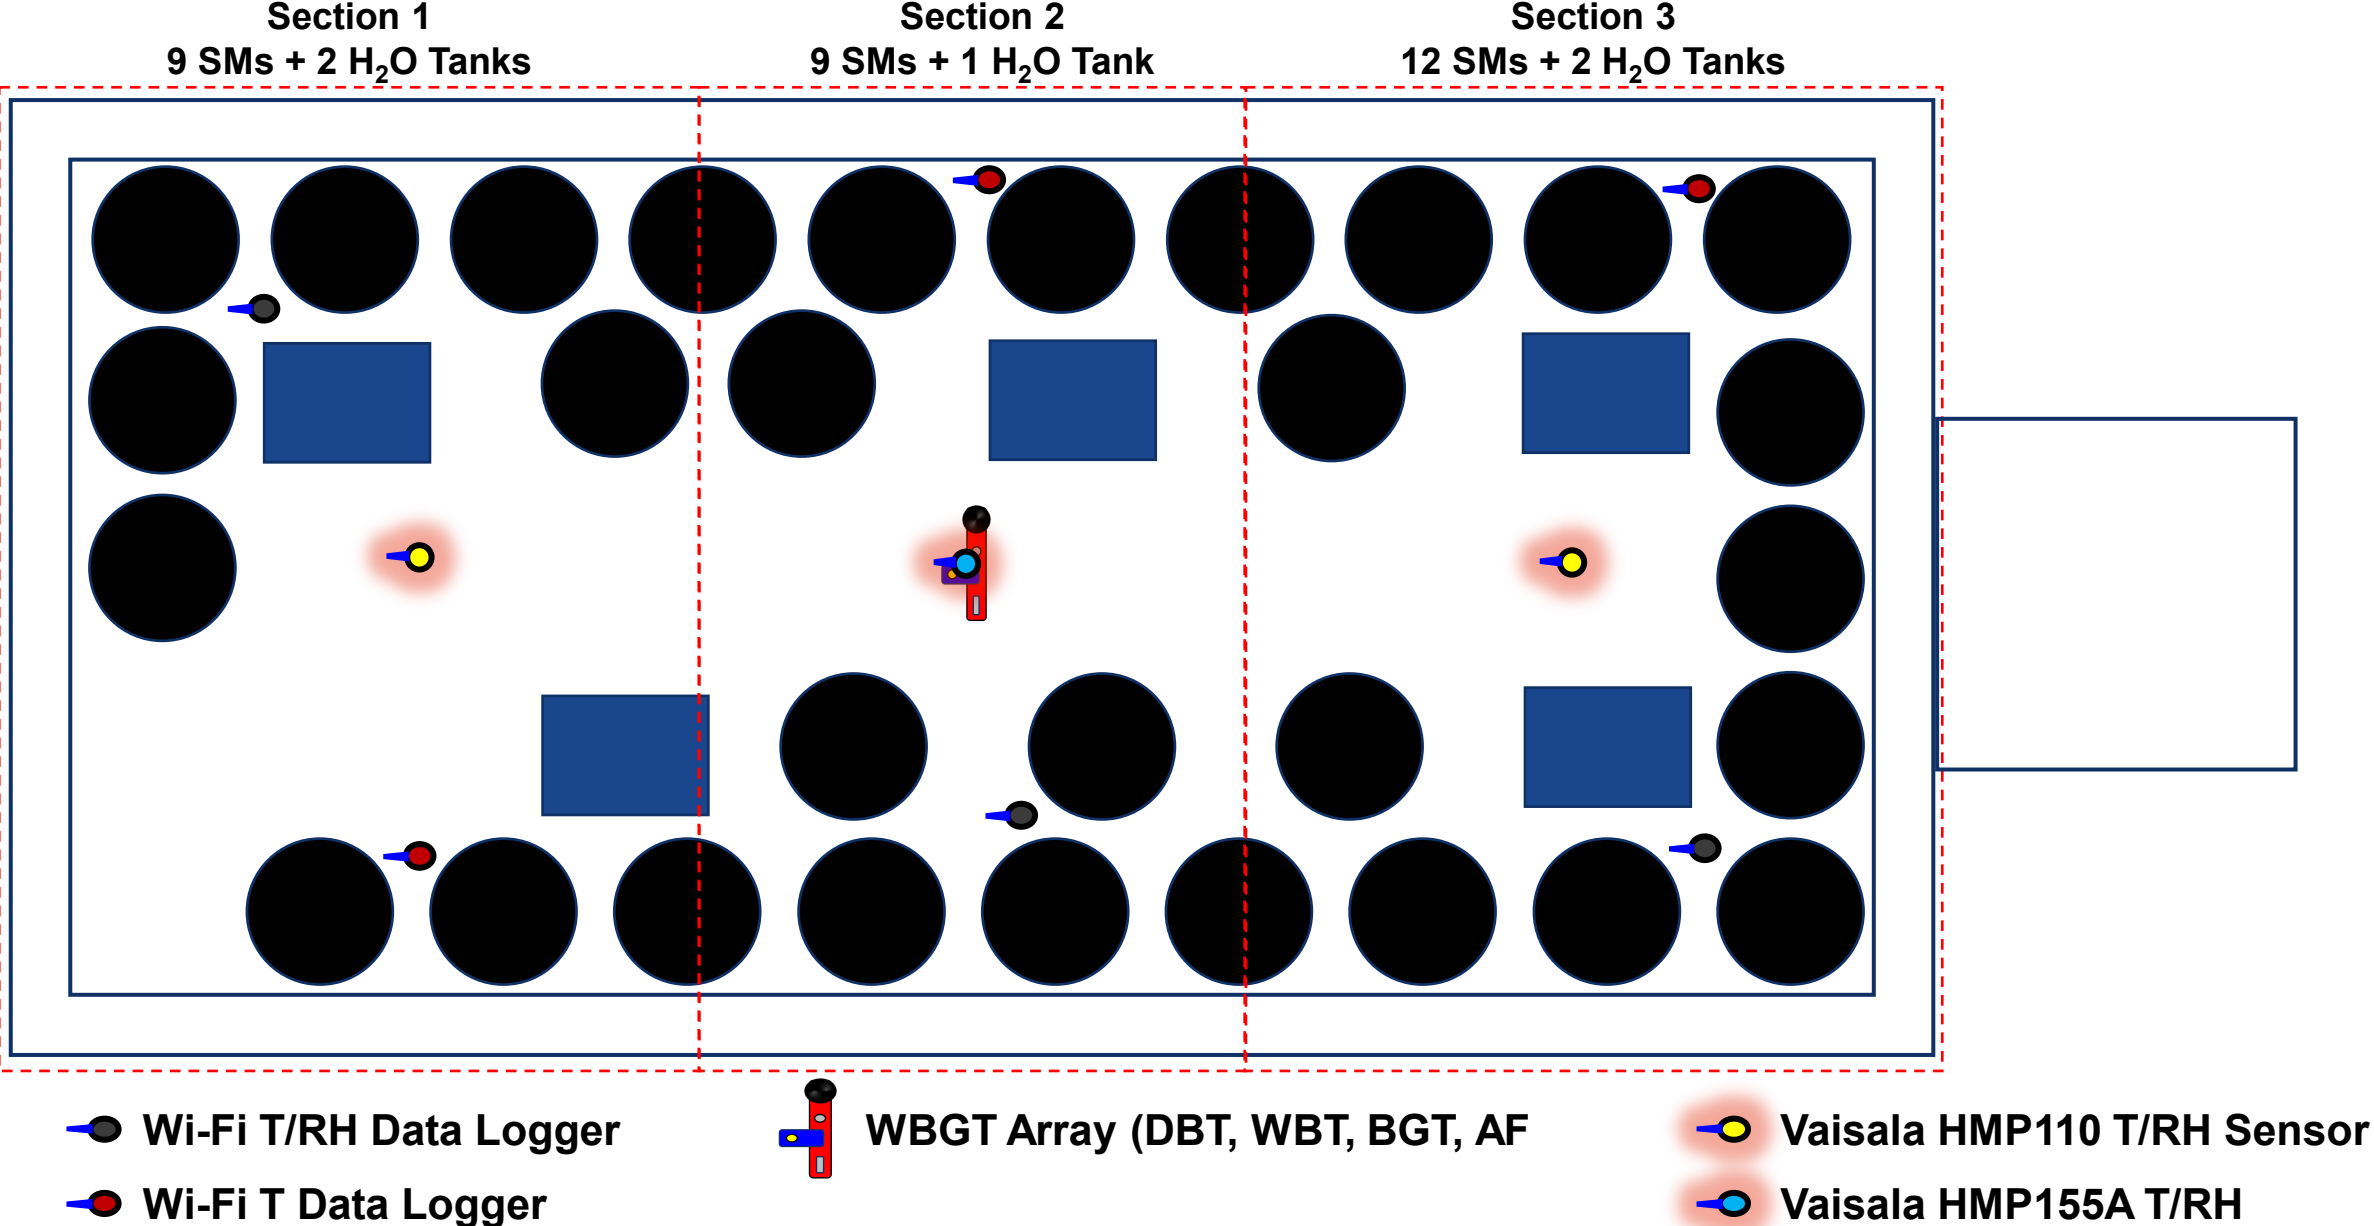 Section 1
9 SMs + 2 H₂O Tanks
Section 2
9 SMs + 1 H₂O Tank
Section 3
12 SMs + 2 H₂O Tanks
Wi-Fi T/RH Data Logger
WBGT Array (DBT, WBT, BGT, AF
Vaisala HMP110 T/RH Sensor
Wi-Fi T Data Logger
Vaisala HMP155A T/RH